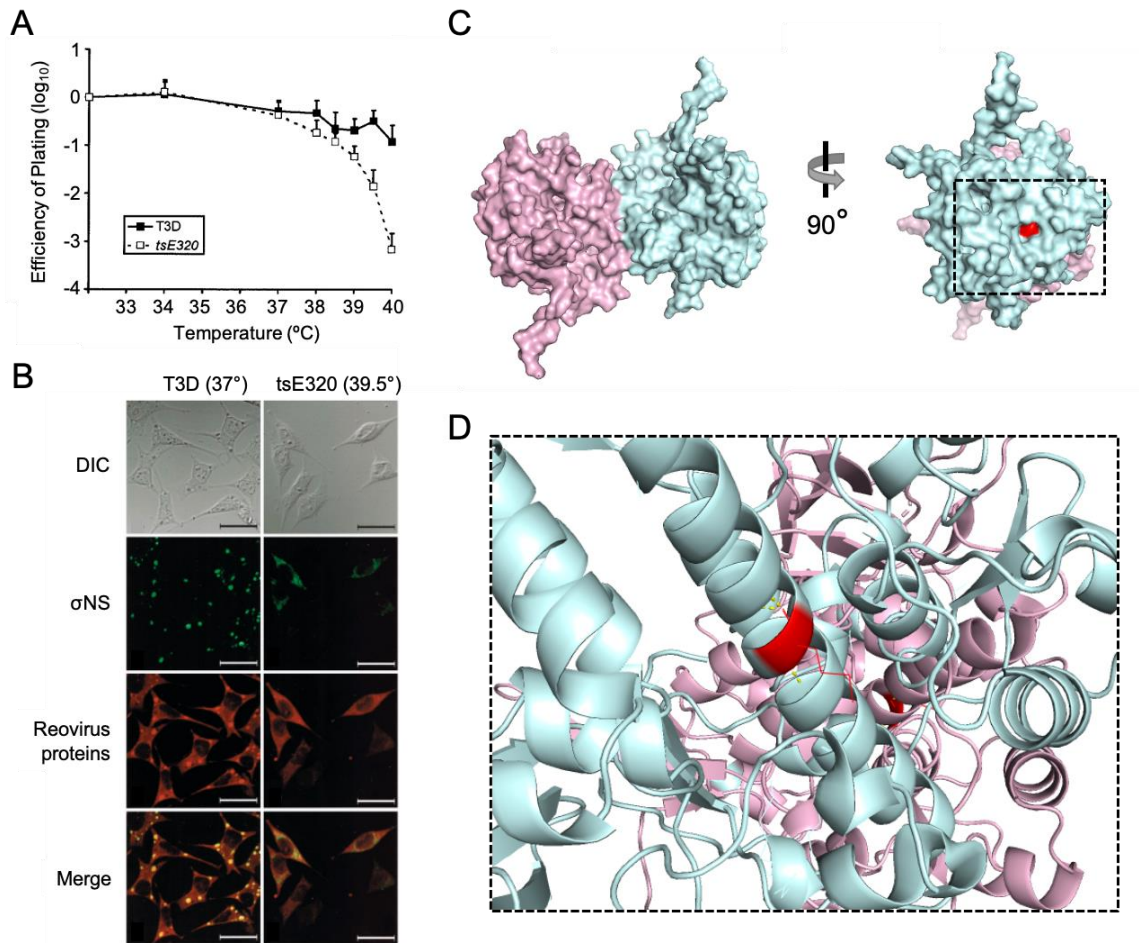 A
Efficiency of Plating (log10)
1
0
-1
-2
-3
-4
T3D
tsE320
33 34 35 36 37 38 39 40
Temperature (ºC)
B
T3D (37°) tsE320 (39.5°)
DIC
σNS
Reovirus
proteins
Merge
C
90°
D